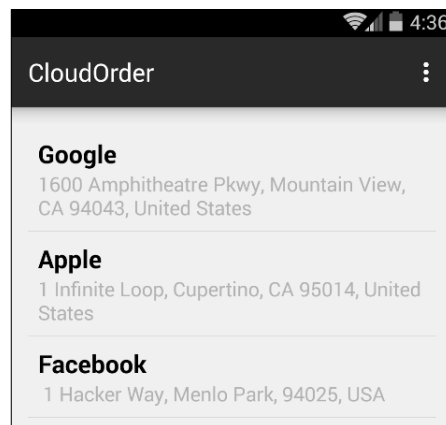 4:36
CloudOrder
Google
1600 Amphitheatre Pkwy, Mountain View,
CA 94043, United States
Apple
1 Infinite Loop, Cupertino, CA 95014, United
States
Facebook
1 Hacker Way, Menlo Park, 94025, USA